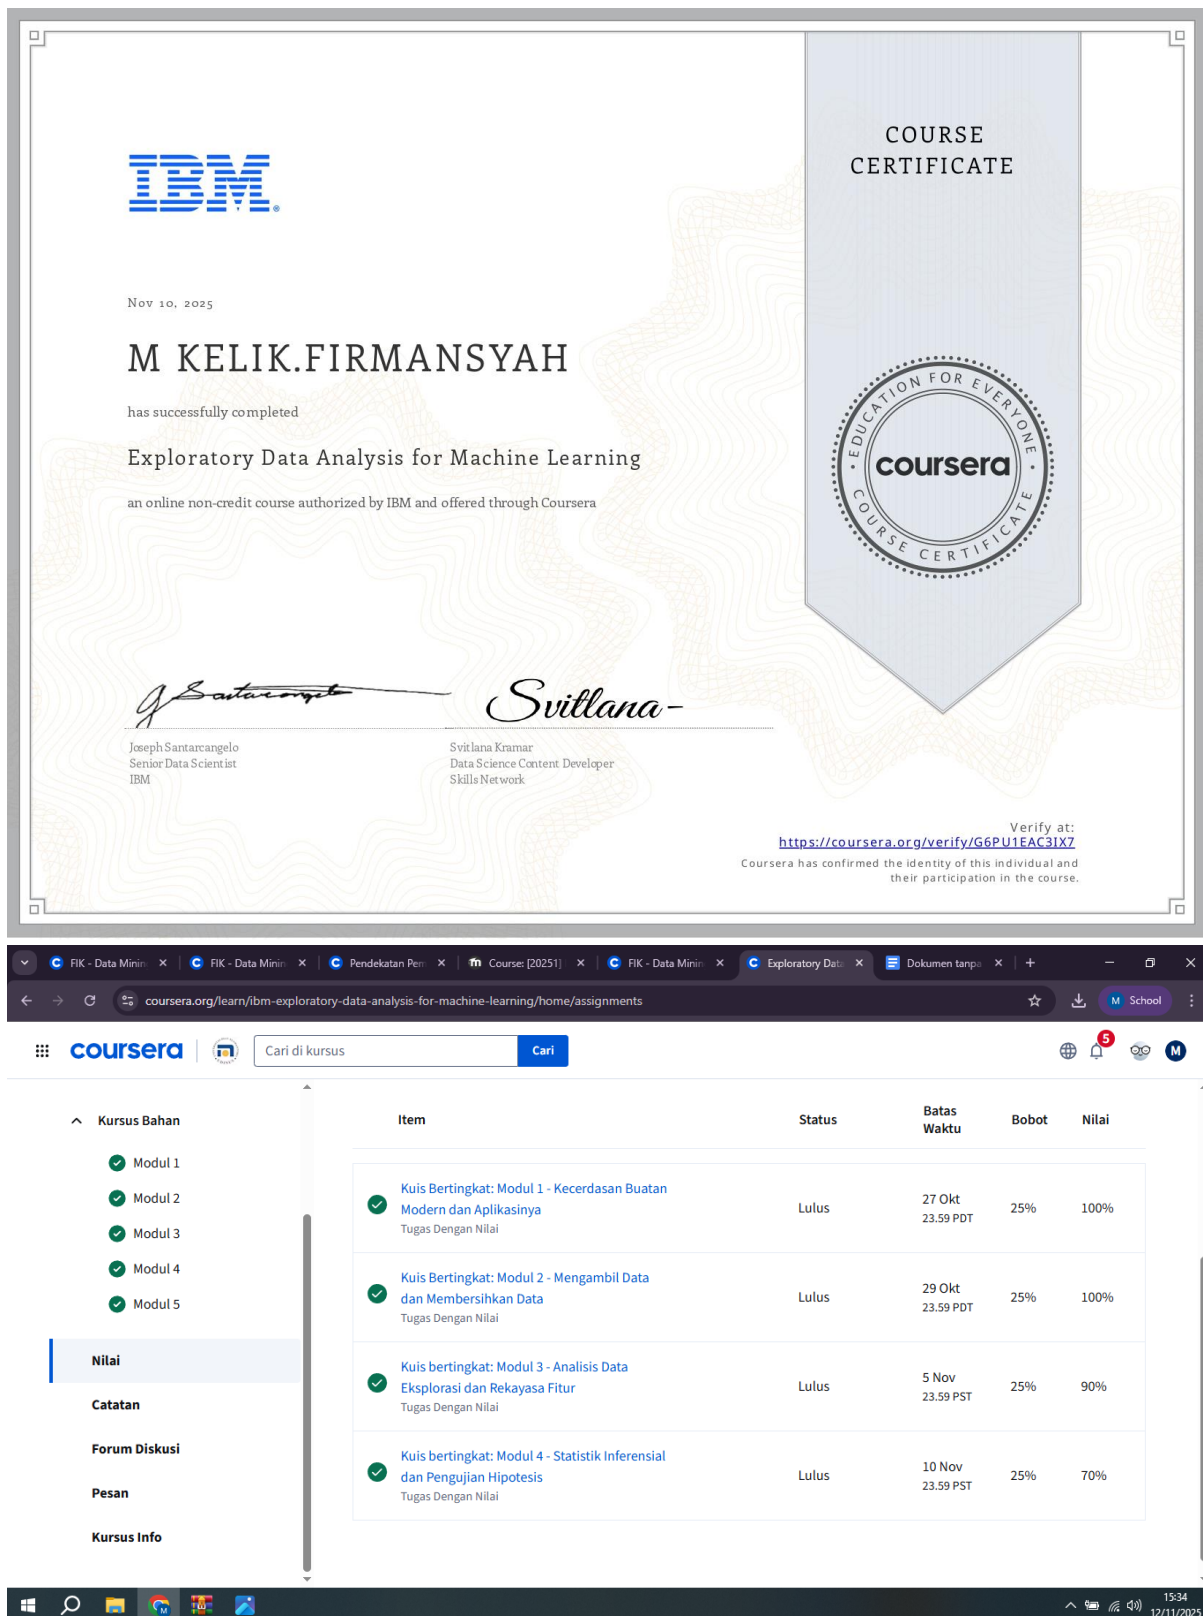 COURSE
CERTIFICATE
IBM
®
Nov 10, 2025
M KELIK.FIRMANSYAH
has successfully completed
Exploratory Data Analysis for Machine Learning
an online non-credit course authorized by IBM and offered through Coursera
EDUCATION FOR EVERYONE
coursera
COURSE CERTIFICATE
Svitlana-
Joseph Santarcangelo
Senior Data Scientist
IBM
Svitlana Kramar
Data Science Content Developer
Skills Network
Verify at:
https://coursera.org/verify/G6PU1EAC3IX7
Coursera has confirmed the identity of this individual and
their participation in the course.
FIK - Data Minin
FIK - Data Minin
Pendekatan Pem
Course: [20251]
FIK - Data Minin
Exploratory Data
Dokumen tanpa
coursera.org/learn/ibm-exploratory-data-analysis-for-machine-learning/home/assignments
M School
coursera
Cari di kursus
Cari
5
M
Kursus Bahan
Modul 1
Modul 2
Modul 3
Modul 4
Modul 5
Nilai
Catatan
Forum Diskusi
Pesan
Kursus Info
Item Status Batas Waktu Bobot Nilai
Kuis Bertingkat: Modul 1 - Kecerdasan Buatan
Modern dan Aplikasinya
Tugas Dengan Nilai
Lulus
27 Okt
23.59 PDT
25%
100%
Kuis Bertingkat: Modul 2 - Mengambil Data
dan Membersihkan Data
Tugas Dengan Nilai
Lulus
29 Okt
23.59 PDT
25%
100%
Kuis bertingkat: Modul 3 - Analisis Data
Eksplorasi dan Rekayasa Fitur
Tugas Dengan Nilai
Lulus
5 Nov
23.59 PST
25%
90%
Kuis bertingkat: Modul 4 - Statistik Inferensial
dan Pengujian Hipotesis
Tugas Dengan Nilai
Lulus
10 Nov
23.59 PST
25%
70%
15:34
12/11/2025